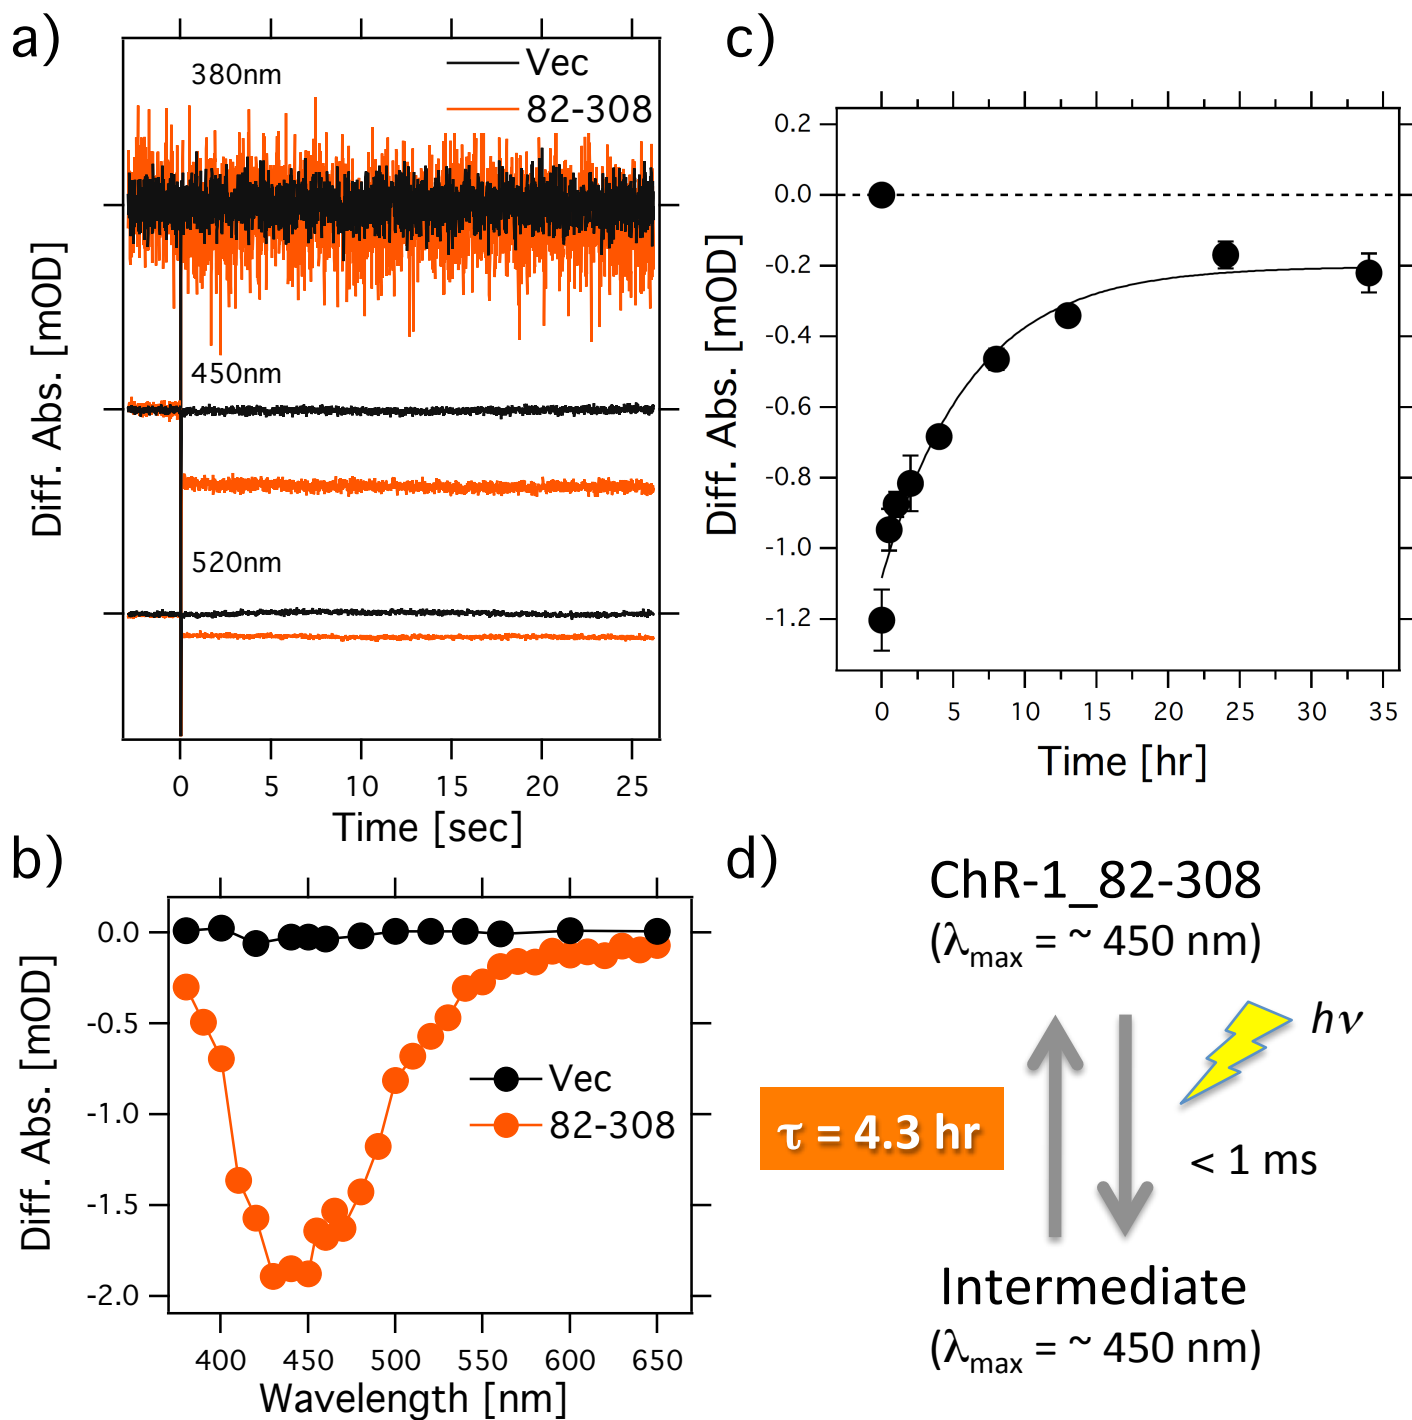 a)
Vec
82-308
380nm
450nm
520nm
Diff. Abs. [mOD]
0
5
10
15
20
25
Time [sec]
b)
0.0
-0.5
-1.0
-1.5
-2.0
Diff. Abs. [mOD]
Vec
82-308
400
450
500
550
600
650
Wavelength [nm]
c)
0.2
0.0
-0.2
-0.4
-0.6
-0.8
-1.0
-1.2
Diff. Abs. [mOD]
0
5
10
15
20
25
30
35
Time [hr]
d)
ChR-1_82-308
(λmax = ~ 450 nm)
hν
τ = 4.3 hr
< 1 ms
Intermediate
(λmax = ~ 450 nm)